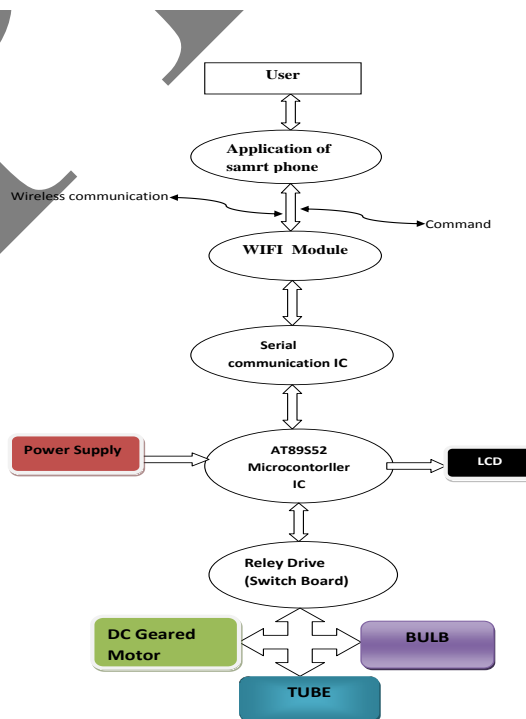 User
Application of
samrt phone
Wireless communication
Command
WIFI Module
Serial
communication IC
Power Supply
AT89S52
Microcontorller
IC
LCD
Reley Drive
(Switch Board)
DC Geared
Motor
BULB
TUBE